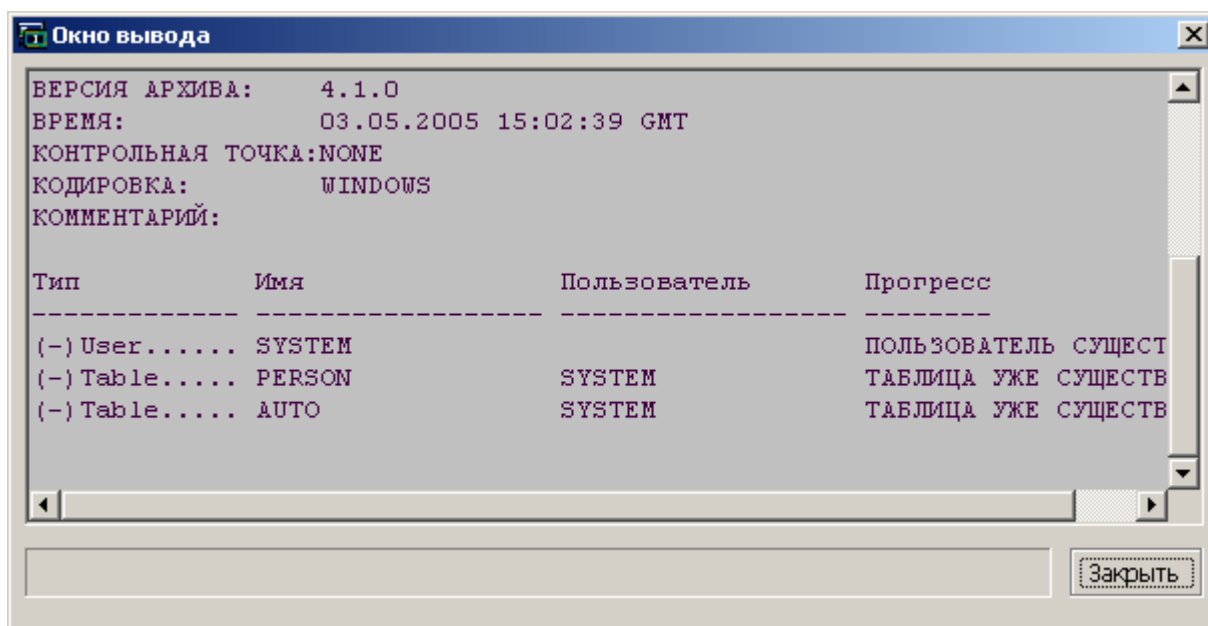 Окно вывода
ВЕРСИЯ АРХИВА: 4.1.0
ВРЕМЯ: 03.05.2005 15:02:39 GMT
КОНТРОЛЬНАЯ ТОЧКА:NONE
КОДИРОВКА: WINDOWS
КОММЕНТАРИЙ:
Тип Имя Пользователь Прогресс
------------- ------------------ ------------------ --------
(-)User...... SYSTEM ПОЛЬЗОВАТЕЛЬ СУЩЕСТ
(-)Table..... PERSON SYSTEM ТАБЛИЦА УЖЕ СУЩЕСТВ
(-)Table..... AUTO SYSTEM ТАБЛИЦА УЖЕ СУЩЕСТВ
Закрыть